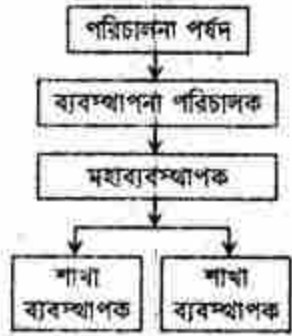 পরিচালনা পর্ষদ
ব্যবস্থাপনা পরিচালক
মহাব্যবস্থাপক
শাখা
ব্যবস্থাপক
শাখা
ব্যবস্থাপক